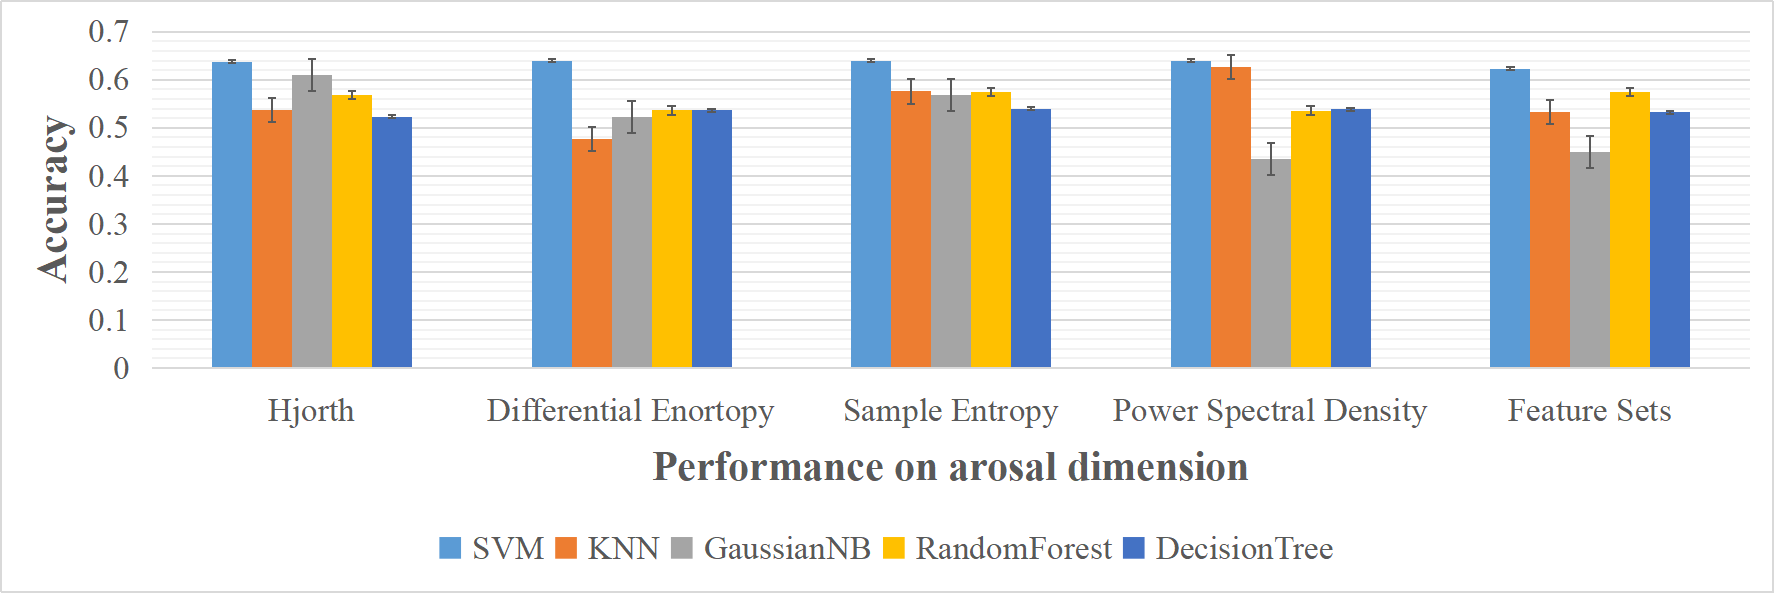 0.7
0.6
0.5
0.4
0.3
0.2
0.1
0
Accuracy
Hjorth
Differential Enortopy
Sample Entropy
Power Spectral Density
Feature Sets
Performance on arosal dimension
SVM KNN GaussianNB RandomForest DecisionTree